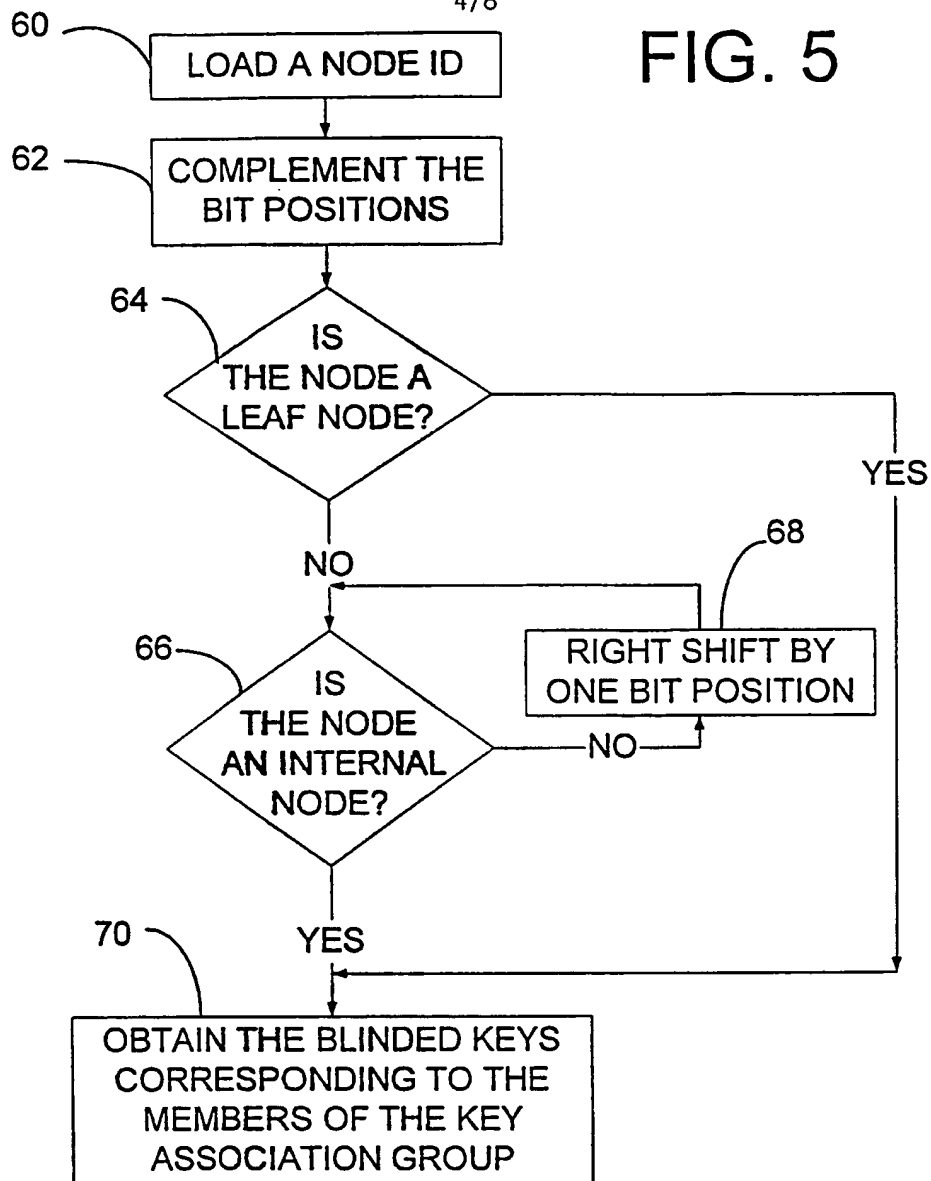 4/8
FIG. 5
60
LOAD A NODE ID
62
COMPLEMENT THE
BIT POSITIONS
64
IS
THE NODE A
LEAF NODE?
YES
NO
68
RIGHT SHIFT BY
ONE BIT POSITION
66
IS
THE NODE
AN INTERNAL
NODE?
NO
YES
70
OBTAIN THE BLINDED KEYS
CORRESPONDING TO THE
MEMBERS OF THE KEY
ASSOCIATION GROUP